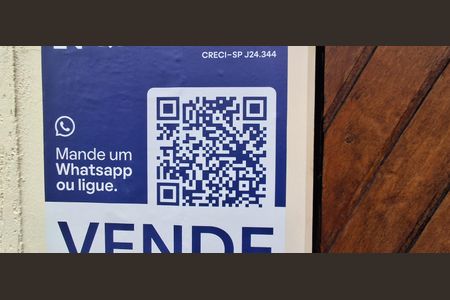 CRECI-SP J24.344
Mande um
Whatsapp
ou ligue.
VENDE